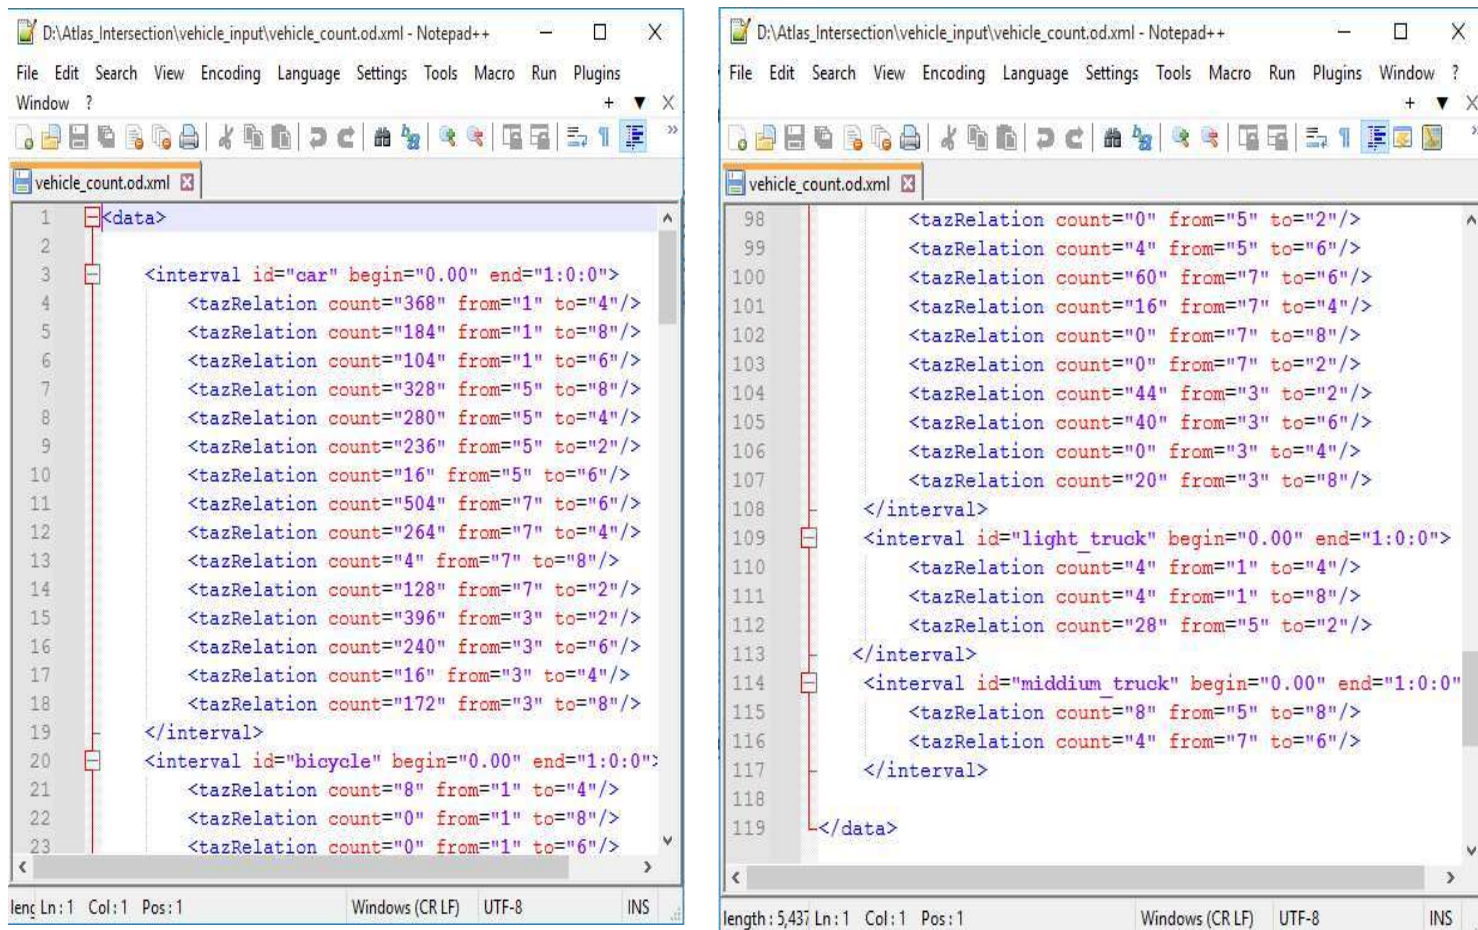 D:\Atlas_Intersection\vehicle_input\vehicle_count.od.xml - Notepad++
File Edit Search View Encoding Language Settings Tools Macro Run Plugins
Window ?
vehicle_count.od.xml
1 <data>
2
3 <interval id="car" begin="0.00" end="1:0:0">
4 <tazRelation count="368" from="1" to="4"/>
5 <tazRelation count="184" from="1" to="8"/>
6 <tazRelation count="104" from="1" to="6"/>
7 <tazRelation count="328" from="5" to="8"/>
8 <tazRelation count="280" from="5" to="4"/>
9 <tazRelation count="236" from="5" to="2"/>
10 <tazRelation count="16" from="5" to="6"/>
11 <tazRelation count="504" from="7" to="6"/>
12 <tazRelation count="264" from="7" to="4"/>
13 <tazRelation count="4" from="7" to="8"/>
14 <tazRelation count="128" from="7" to="2"/>
15 <tazRelation count="396" from="3" to="2"/>
16 <tazRelation count="240" from="3" to="6"/>
17 <tazRelation count="16" from="3" to="4"/>
18 <tazRelation count="172" from="3" to="8"/>
19 </interval>
20 <interval id="bicycle" begin="0.00" end="1:0:0">
21 <tazRelation count="8" from="1" to="4"/>
22 <tazRelation count="0" from="1" to="8"/>
23 <tazRelation count="0" from="1" to="6"/>
leng Ln:1 Col:1 Pos:1 Windows (CR LF) UTF-8 INS
D:\Atlas_Intersection\vehicle_input\vehicle_count.od.xml - Notepad++
File Edit Search View Encoding Language Settings Tools Macro Run Plugins Window ?
vehicle_count.od.xml
98 <tazRelation count="0" from="5" to="2"/>
99 <tazRelation count="4" from="5" to="6"/>
100 <tazRelation count="60" from="7" to="6"/>
101 <tazRelation count="16" from="7" to="4"/>
102 <tazRelation count="0" from="7" to="8"/>
103 <tazRelation count="0" from="7" to="2"/>
104 <tazRelation count="44" from="3" to="2"/>
105 <tazRelation count="40" from="3" to="6"/>
106 <tazRelation count="0" from="3" to="4"/>
107 <tazRelation count="20" from="3" to="8"/>
108 </interval>
109 <interval id="light_truck" begin="0.00" end="1:0:0">
110 <tazRelation count="4" from="1" to="4"/>
111 <tazRelation count="4" from="1" to="8"/>
112 <tazRelation count="28" from="5" to="2"/>
113 </interval>
114 <interval id="middium_truck" begin="0.00" end="1:0:0"
115 <tazRelation count="8" from="5" to="8"/>
116 <tazRelation count="4" from="7" to="6"/>
117 </interval>
118
119 </data>
length : 5,437 Ln:1 Col:1 Pos:1 Windows (CR LF) UTF-8 INS